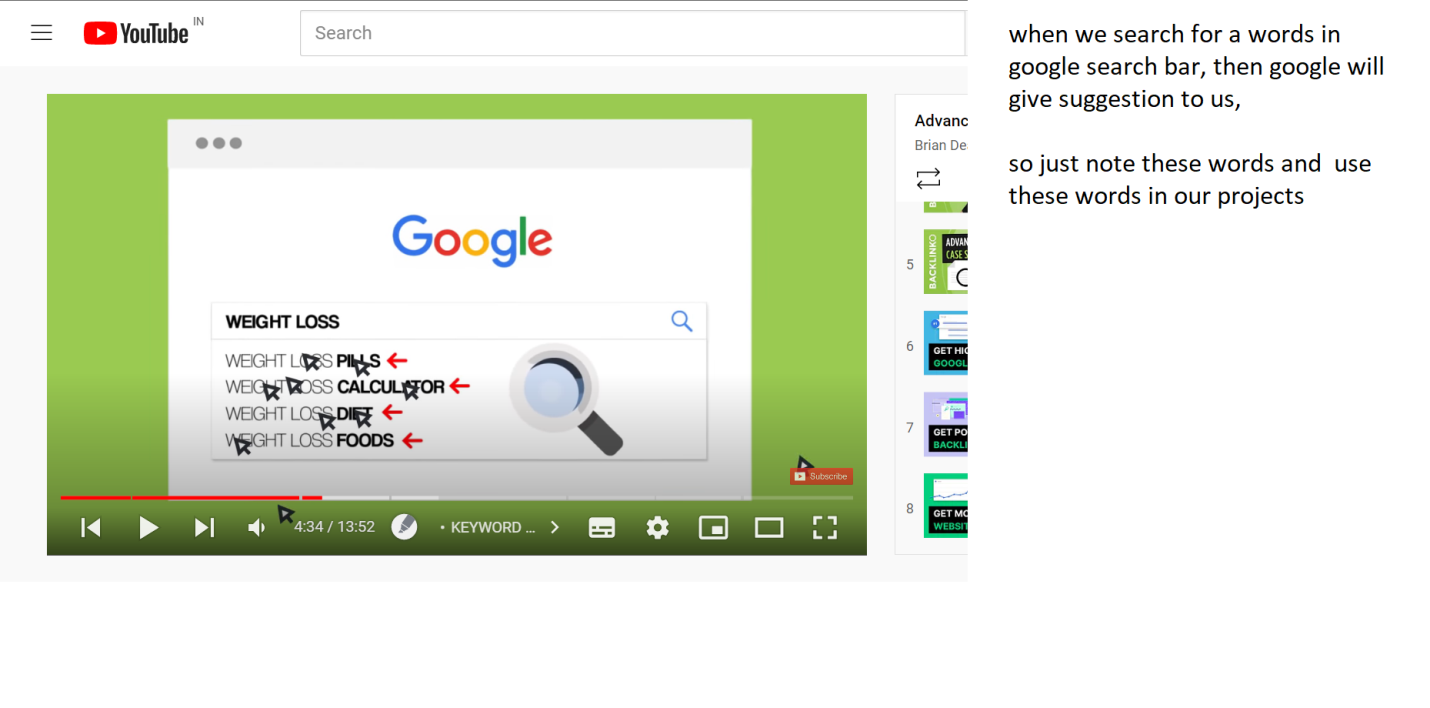 YouTube IN
Search
Google
WEIGHT LOSS
WEIGHT LOSS PILLS
WEIGHT LOSS CALCULATOR
WEIGHT LOSS DIET
WEIGHT LOSS FOODS
Subscribe
4:34 / 13:52 • KEYWORD ...
Advanc
Brian De
5
BACKLINKO
ADVAN
CASE S
6
GET HIG
GOOGL
7
GET PO
BACKLI
8
GET MO
WEBSIT
when we search for a words in
google search bar, then google will
give suggestion to us,
so just note these words and  use
these words in our projects